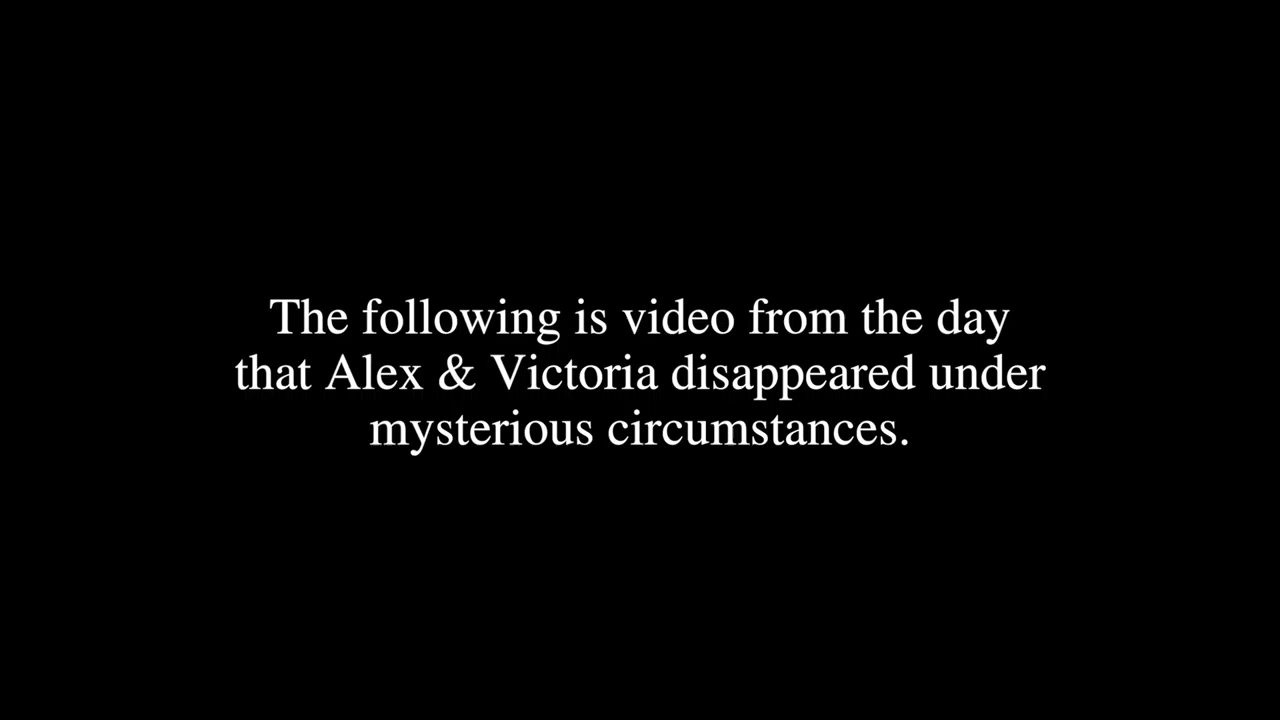 The following is video from the day
that Alex & Victoria disappeared under
mysterious circumstances.